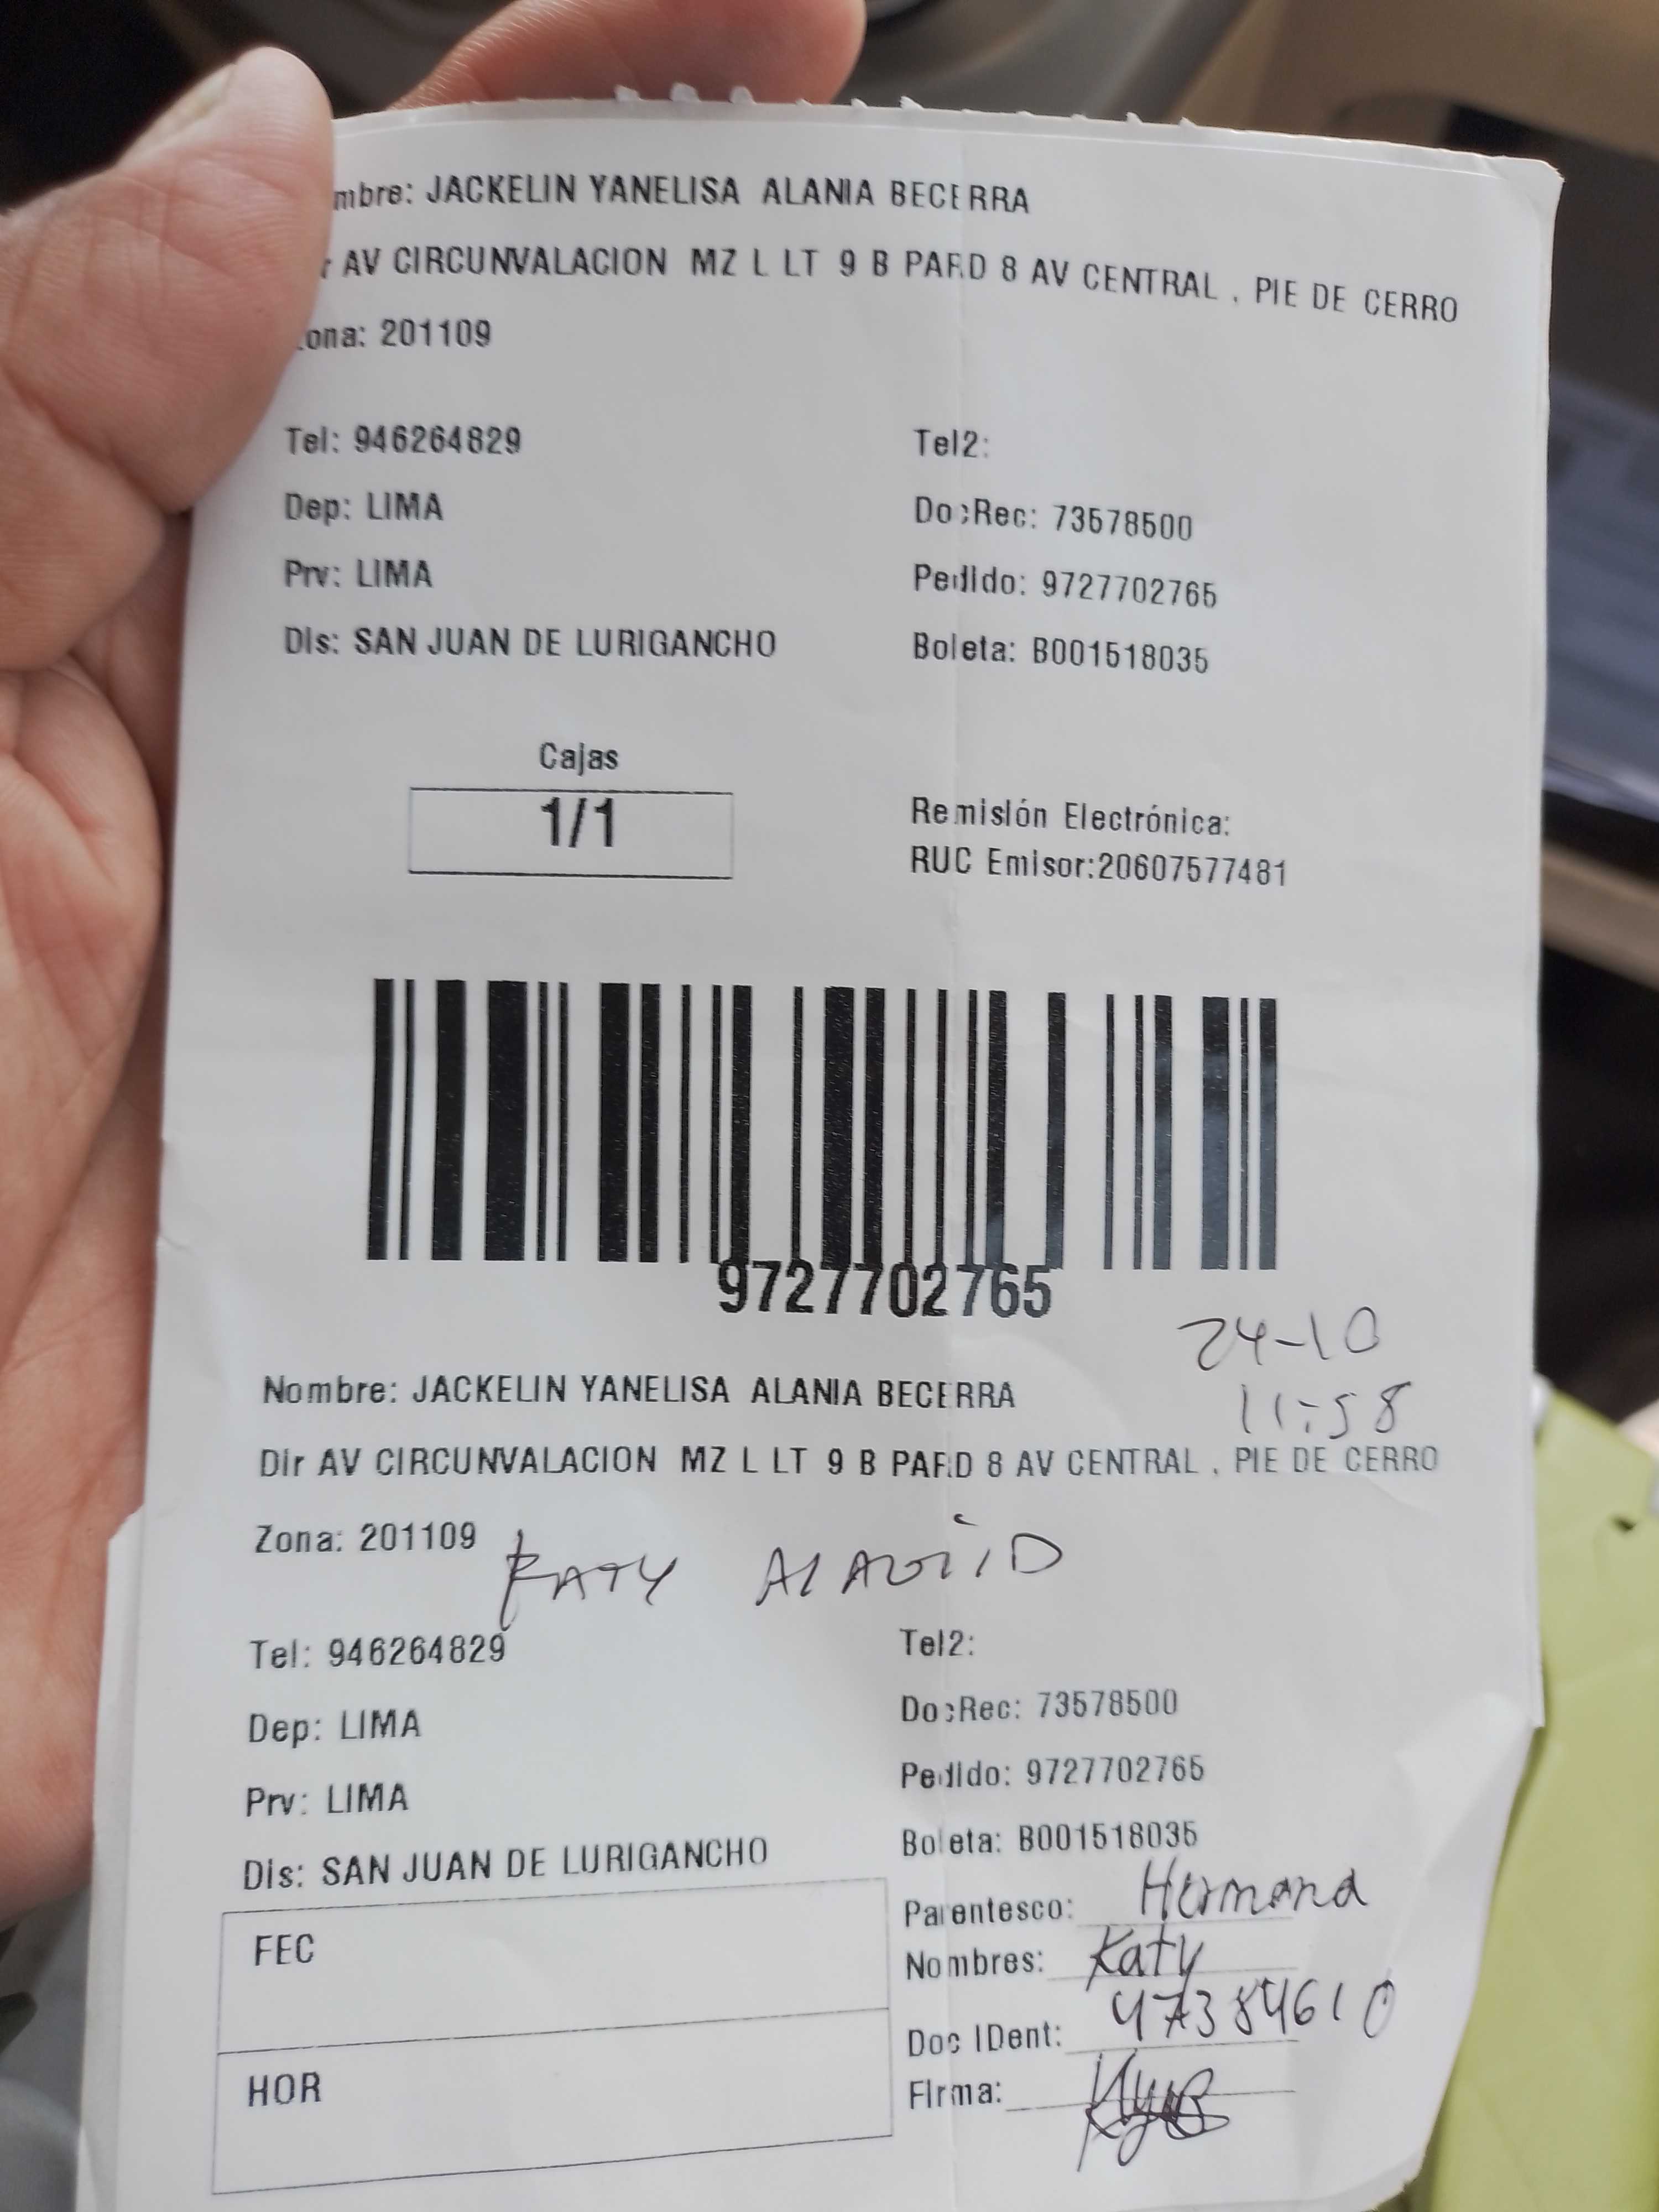 mbre: JACKELIN YANELISA ALANIA BECERRA
r AV CIRCUNVALACION MZ L LT 9 B PARD 8 AV CENTRAL , PIE DE CERRO
ona: 201109
Tel: 946264829 Tel2:
Dep: LIMA DocRec: 73578500
Prv: LIMA Pedido: 9727702765
Dis: SAN JUAN DE LURIGANCHO Boleta: B001518035
Cajas
1/1
Remisión Electrónica:
RUC Emisor:20607577481
9727702765
24-10
11:58
Nombre: JACKELIN YANELISA ALANIA BECERRA
Dir AV CIRCUNVALACION MZ L LT 9 B PARD 8 AV CENTRAL , PIE DE CERRO
Zona: 201109
KATY
Tel: 946264829 Tel2:
Dep: LIMA DocRec: 73578500
Prv: LIMA Pedido: 9727702765
Dis: SAN JUAN DE LURIGANCHO Boleta: B001518035
Parentesco: Hermana
Nombres: Katy
Doc IDent: 47384610
Firma:
FEC
HOR